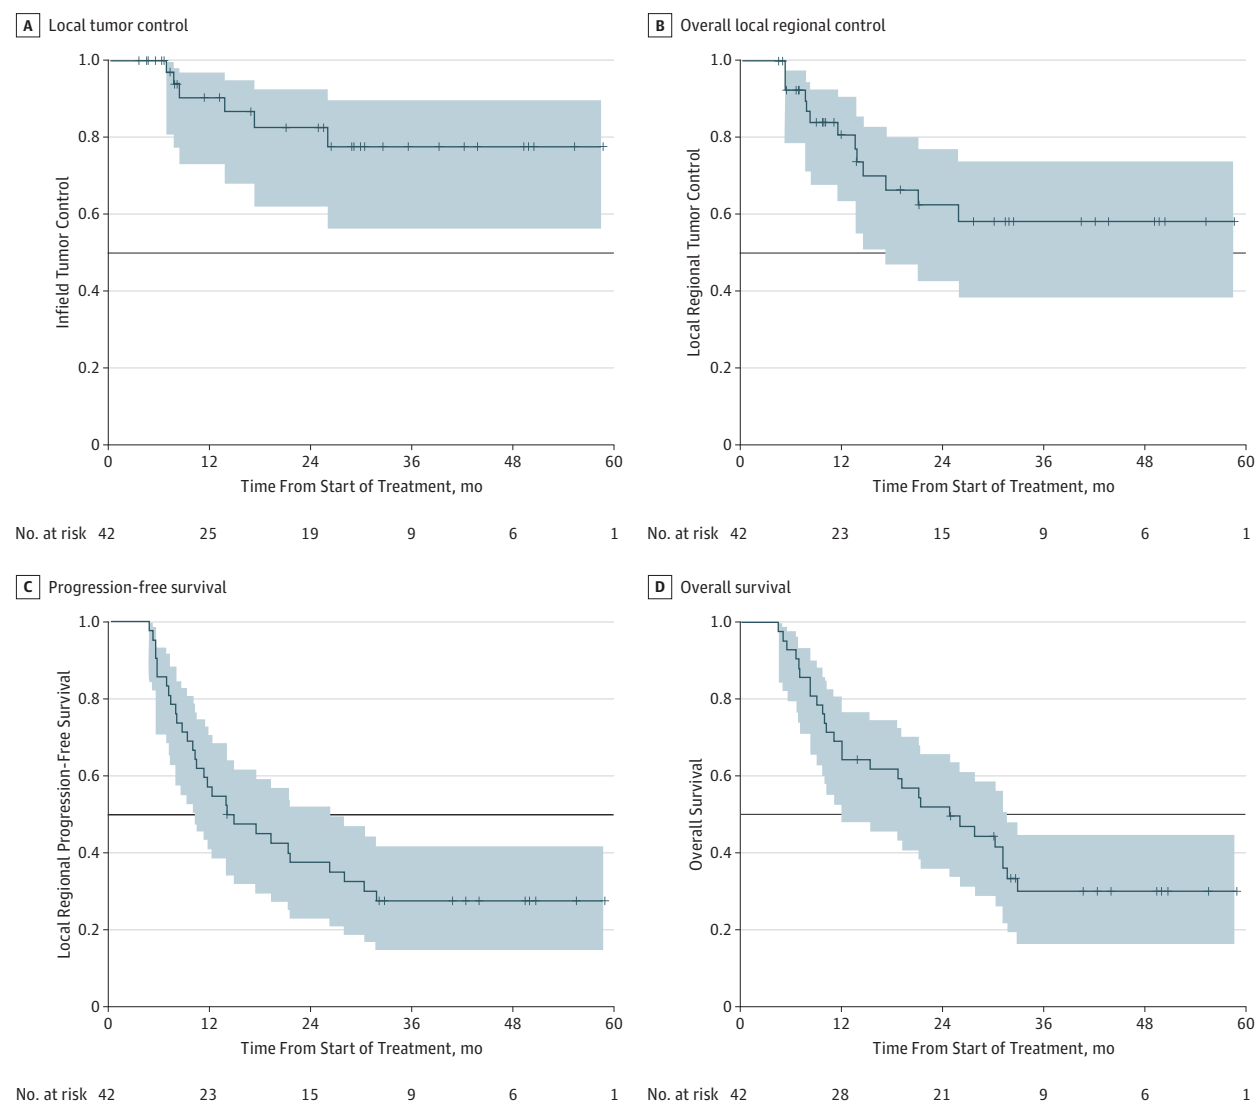 A Local tumor control
1.0
0.8
0.6
0.4
0.2
0
Infield Tumor Control
0 12 24 36 48 60
Time From Start of Treatment, mo
No. at risk 42 25 19 9 6 1
B Overall local regional control
1.0
0.8
0.6
0.4
0.2
0
Local Regional Tumor Control
0 12 24 36 48 60
Time From Start of Treatment, mo
No. at risk 42 23 15 9 6 1
C Progression-free survival
1.0
0.8
0.6
0.4
0.2
0
Local Regional Progression-Free Survival
0 12 24 36 48 60
Time From Start of Treatment, mo
No. at risk 42 23 15 9 6 1
D Overall survival
1.0
0.8
0.6
0.4
0.2
0
Overall Survival
0 12 24 36 48 60
Time From Start of Treatment, mo
No. at risk 42 28 21 9 6 1